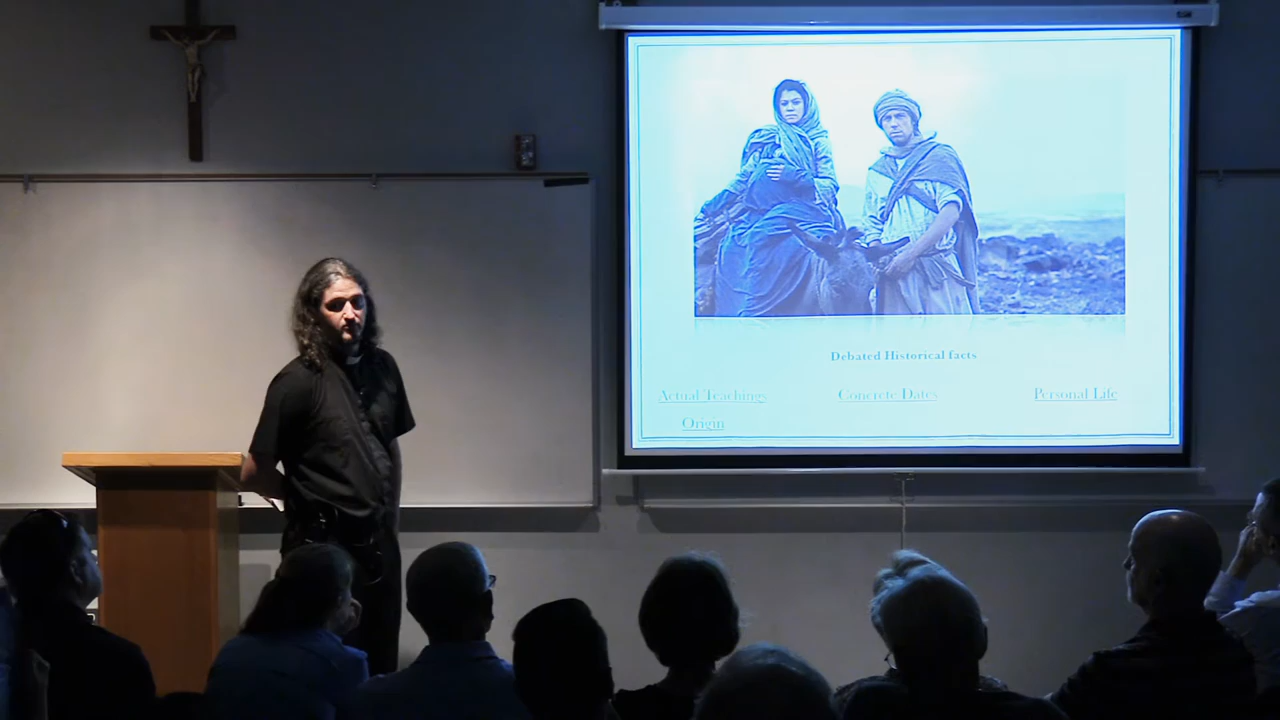 Debated Historical facts
Actual Teachings Concrete Dates Personal Life
Origin